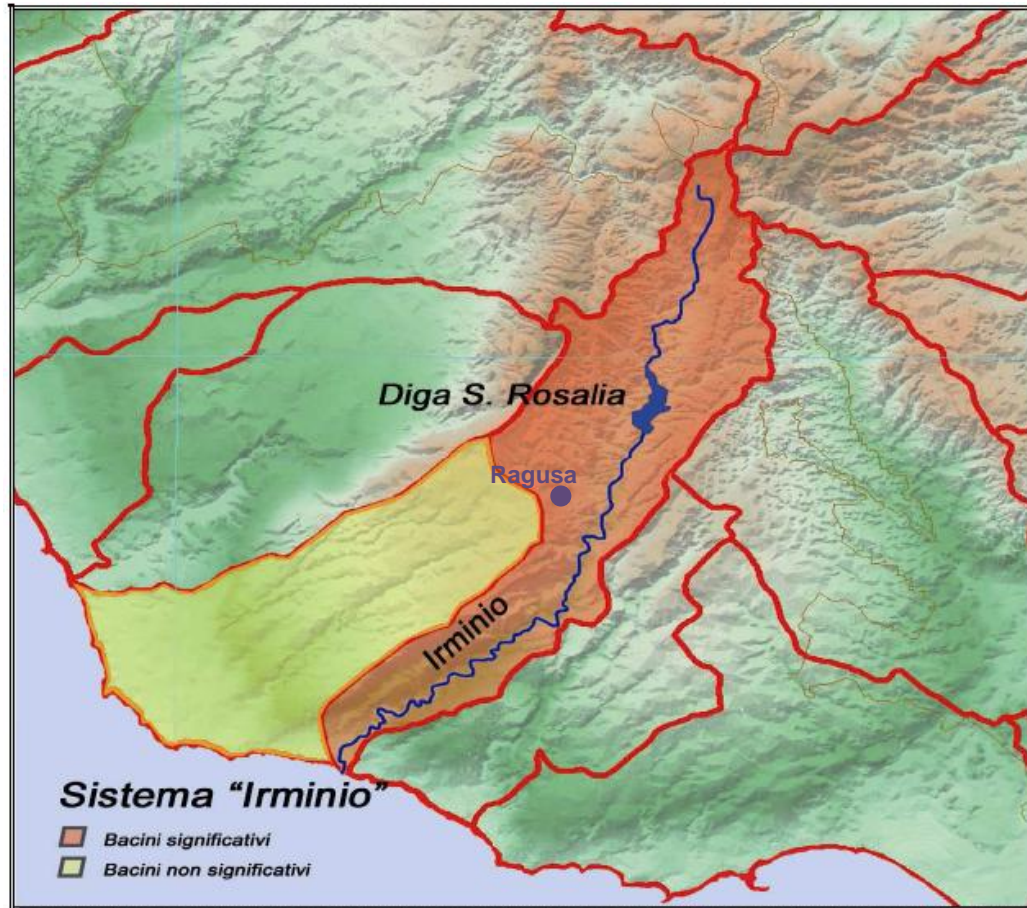 Diga S. Rosalia
Ragusa
Irminio
Sistema "Irminio"
Bacini significativi
Bacini non significativi